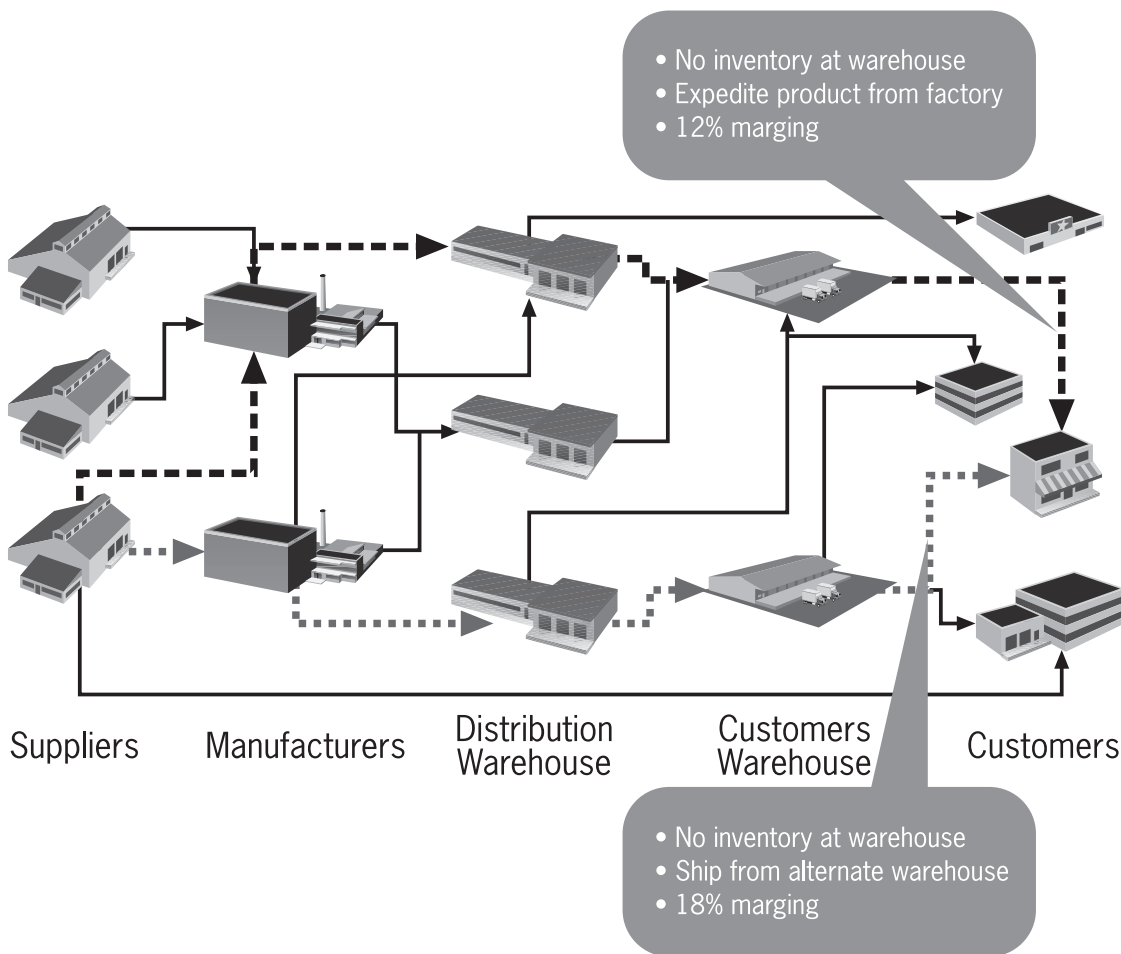 • No inventory at warehouse
• Expedite product from factory
• 12% marging
Suppliers
Manufacturers
Distribution
Warehouse
Customers
Warehouse
Customers
• No inventory at warehouse
• Ship from alternate warehouse
• 18% marging